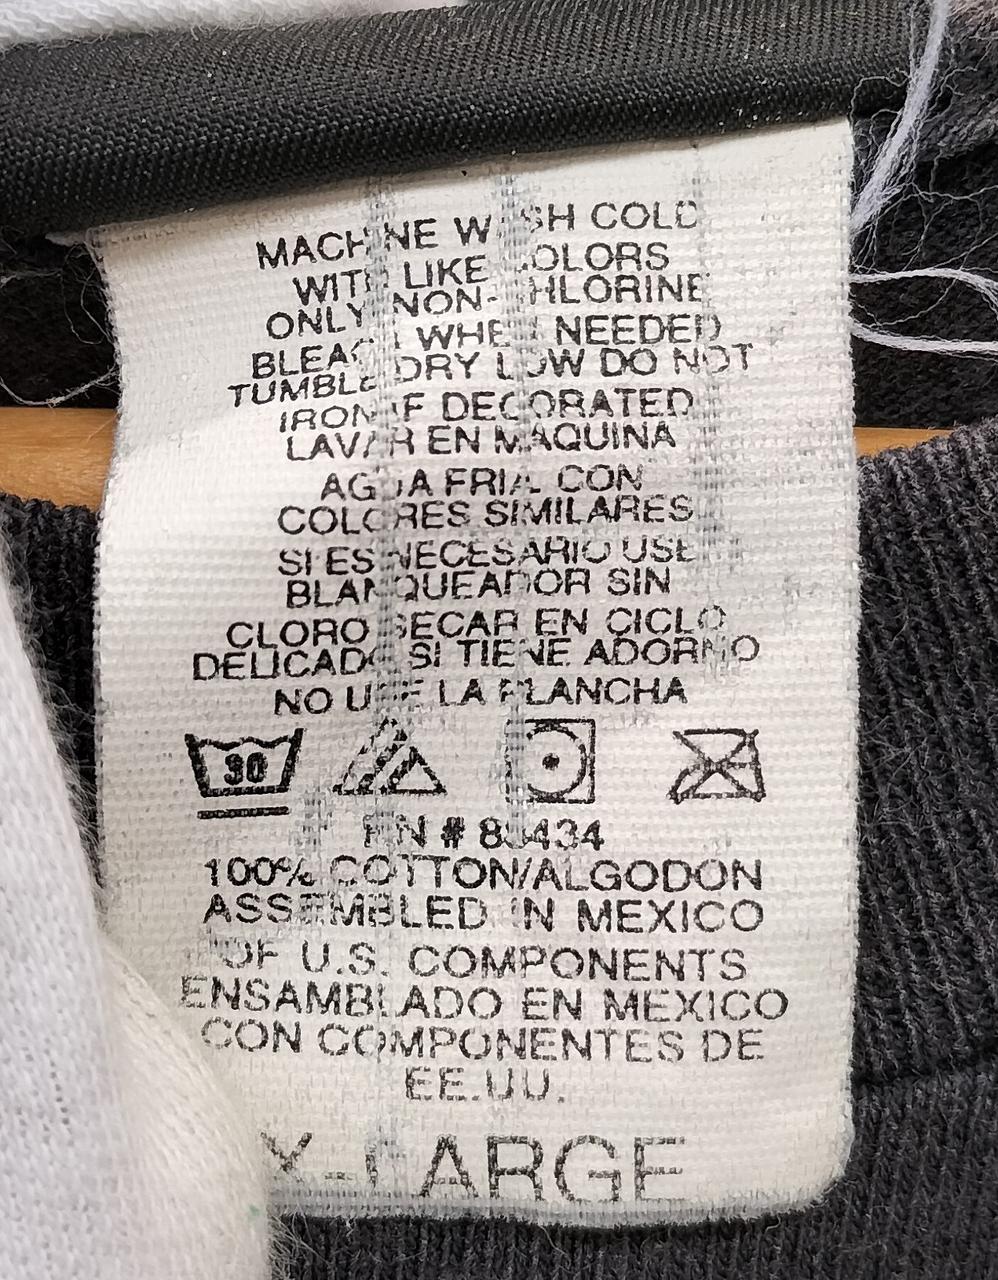 MACHINE WASH COLD
WITH LIKE COLORS
ONLY NON-CHLORINE
BLEACH WHEN NEEDED
TUMBLE DRY LOW DO NOT
IRON IF DECORATED
LAVAR EN MAQUINA
AGUA FRIA CON
COLORES SIMILARES
SI ES NECESARIO USE
BLANQUEADOR SIN
CLORO SECAR EN CICLO
DELICADO SI TIENE ADORNO
NO USE LA PLANCHA
30
RN #
100% COTTON/ALGODON
ASSEMBLED IN MEXICO
OF U.S. COMPONENTS
ENSAMBLADO EN MEXICO
CON COMPONENTES DE
EE.UU.
X-LARGE